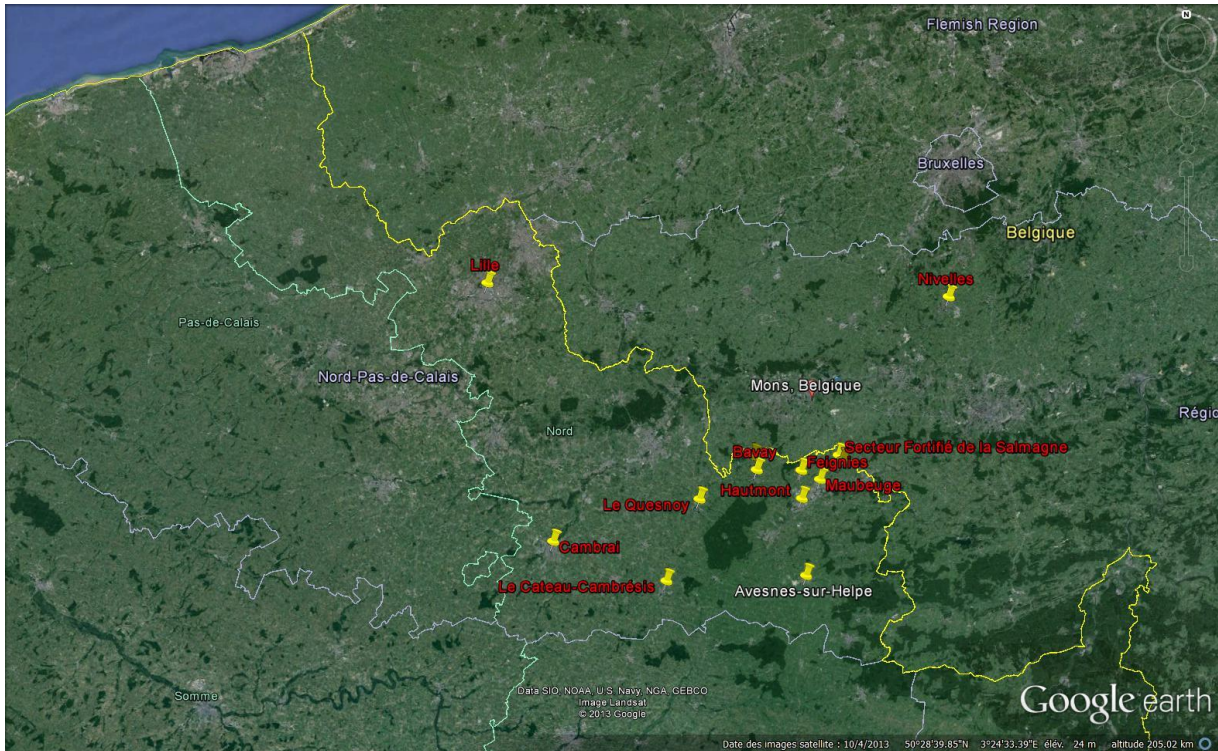 N
Flemish Region
Bruxelles
Belgique
Lille
Nivelles
Pas-de-Calais
Nord-Pas-de-Calais
Mons, Belgique
Régio
Nord
Secteur Fortifié de la Salmagne
Bavay
Feignies
Maubeuge
Hautmont
Le Quesnoy
Cambrai
Le Cateau-Cambrésis
Avesnes-sur-Helpe
Somme
Data SIO, NOAA, U.S. Navy, NGA, GEBCO
Image Landsat
© 2013 Google
Google earth
Date des images satellite : 10/4/2013 50°28'39.85"N 3°24'33.39"E élév. 24 m altitude 205.02 km